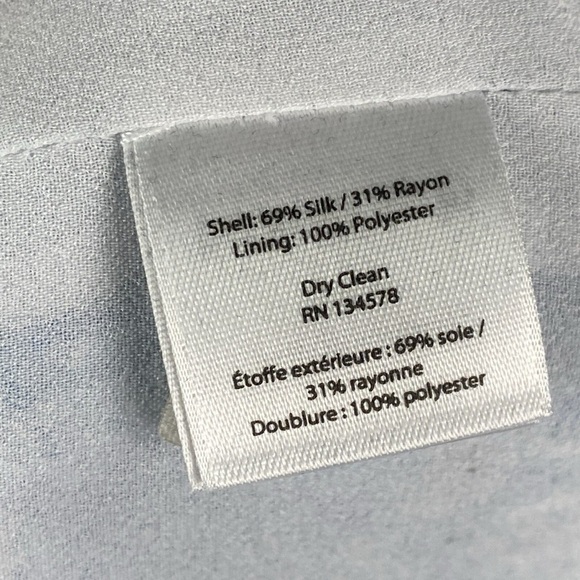 Shell: 69% Silk / 31% Rayon
Lining: 100% Polyester
Dry Clean
RN 134578
Étoffe extérieure : 69% soie /
31% rayonne
Doublure : 100% polyester